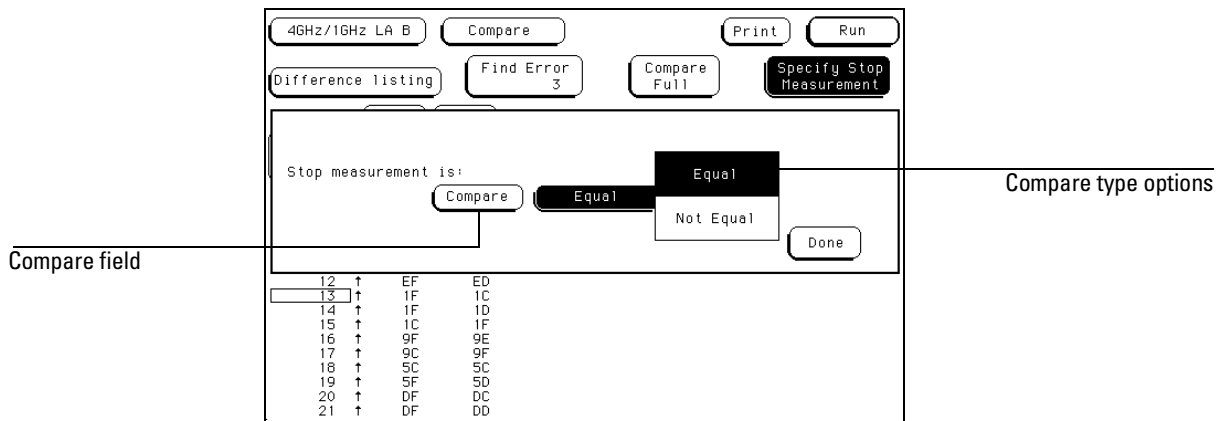 4GHz/1GHz LA B Compare Print Run
Difference listing Find Error 3 Compare Full Specify Stop Measurement
Stop measurement is:
Compare Equal Equal
Not Equal
Done
Compare type options
Compare field
12 ↑ EF ED
13 ↑ 1F 1C
14 ↑ 1F 1D
15 ↑ 1C 1F
16 ↑ 9F 9E
17 ↑ 9C 9F
18 ↑ 5C 5C
19 ↑ 5F 5D
20 ↑ DF DC
21 ↑ DF DD